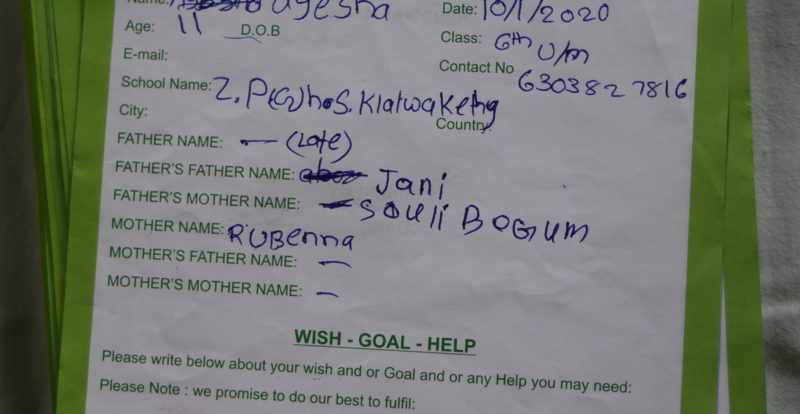 Name: ayesha
Date: 10/1/2020
Age: 11 D.O.B
Class: 6th U/m
E-mail:
Contact No 6303827816
School Name: Z.P(G)h.S.
City:
Country:
FATHER NAME: — (Late)
FATHER'S FATHER NAME: Jani
FATHER'S MOTHER NAME: SOUli BOGUM
MOTHER NAME: RUBenna
MOTHER'S FATHER NAME: —
MOTHER'S MOTHER NAME: —
WISH - GOAL - HELP
Please write below about your wish and or Goal and or any Help you may need:
Please Note : we promise to do our best to fulfil: